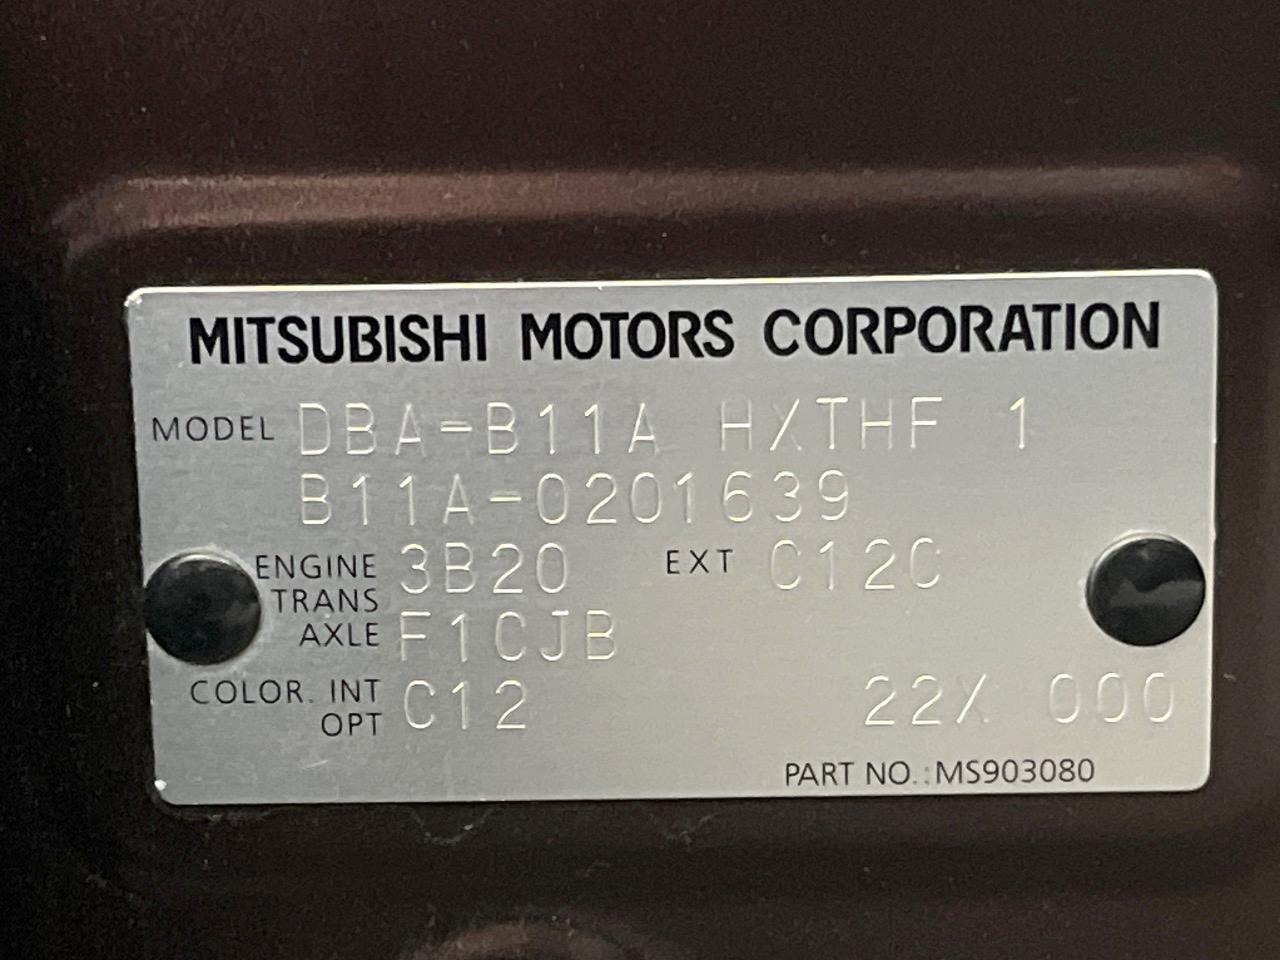 MITSUBISHI MOTORS CORPORATION
MODEL DBA-B11A HXTHF 1
B11A-0201639
ENGINE 3B20 EXT C12C
TRANS
AXLE F1CJB
COLOR. INT C12 22X 000
OPT
PART NO.:MS903080